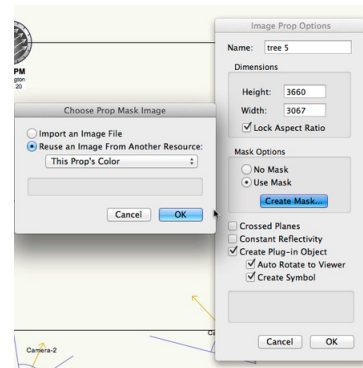 PM
gton
20
Choose Prop Mask Image
Import an Image File
Reuse an Image From Another Resource:
This Prop's Color
Cancel
OK
Image Prop Options
Name: tree 5
Dimensions
Height: 3660
Width: 3067
Lock Aspect Ratio
Mask Options
No Mask
Use Mask
Create Mask...
Crossed Planes
Constant Reflectivity
Create Plug-in Object
Auto Rotate to Viewer
Create Symbol
Cancel
OK
Camera-2
Ca